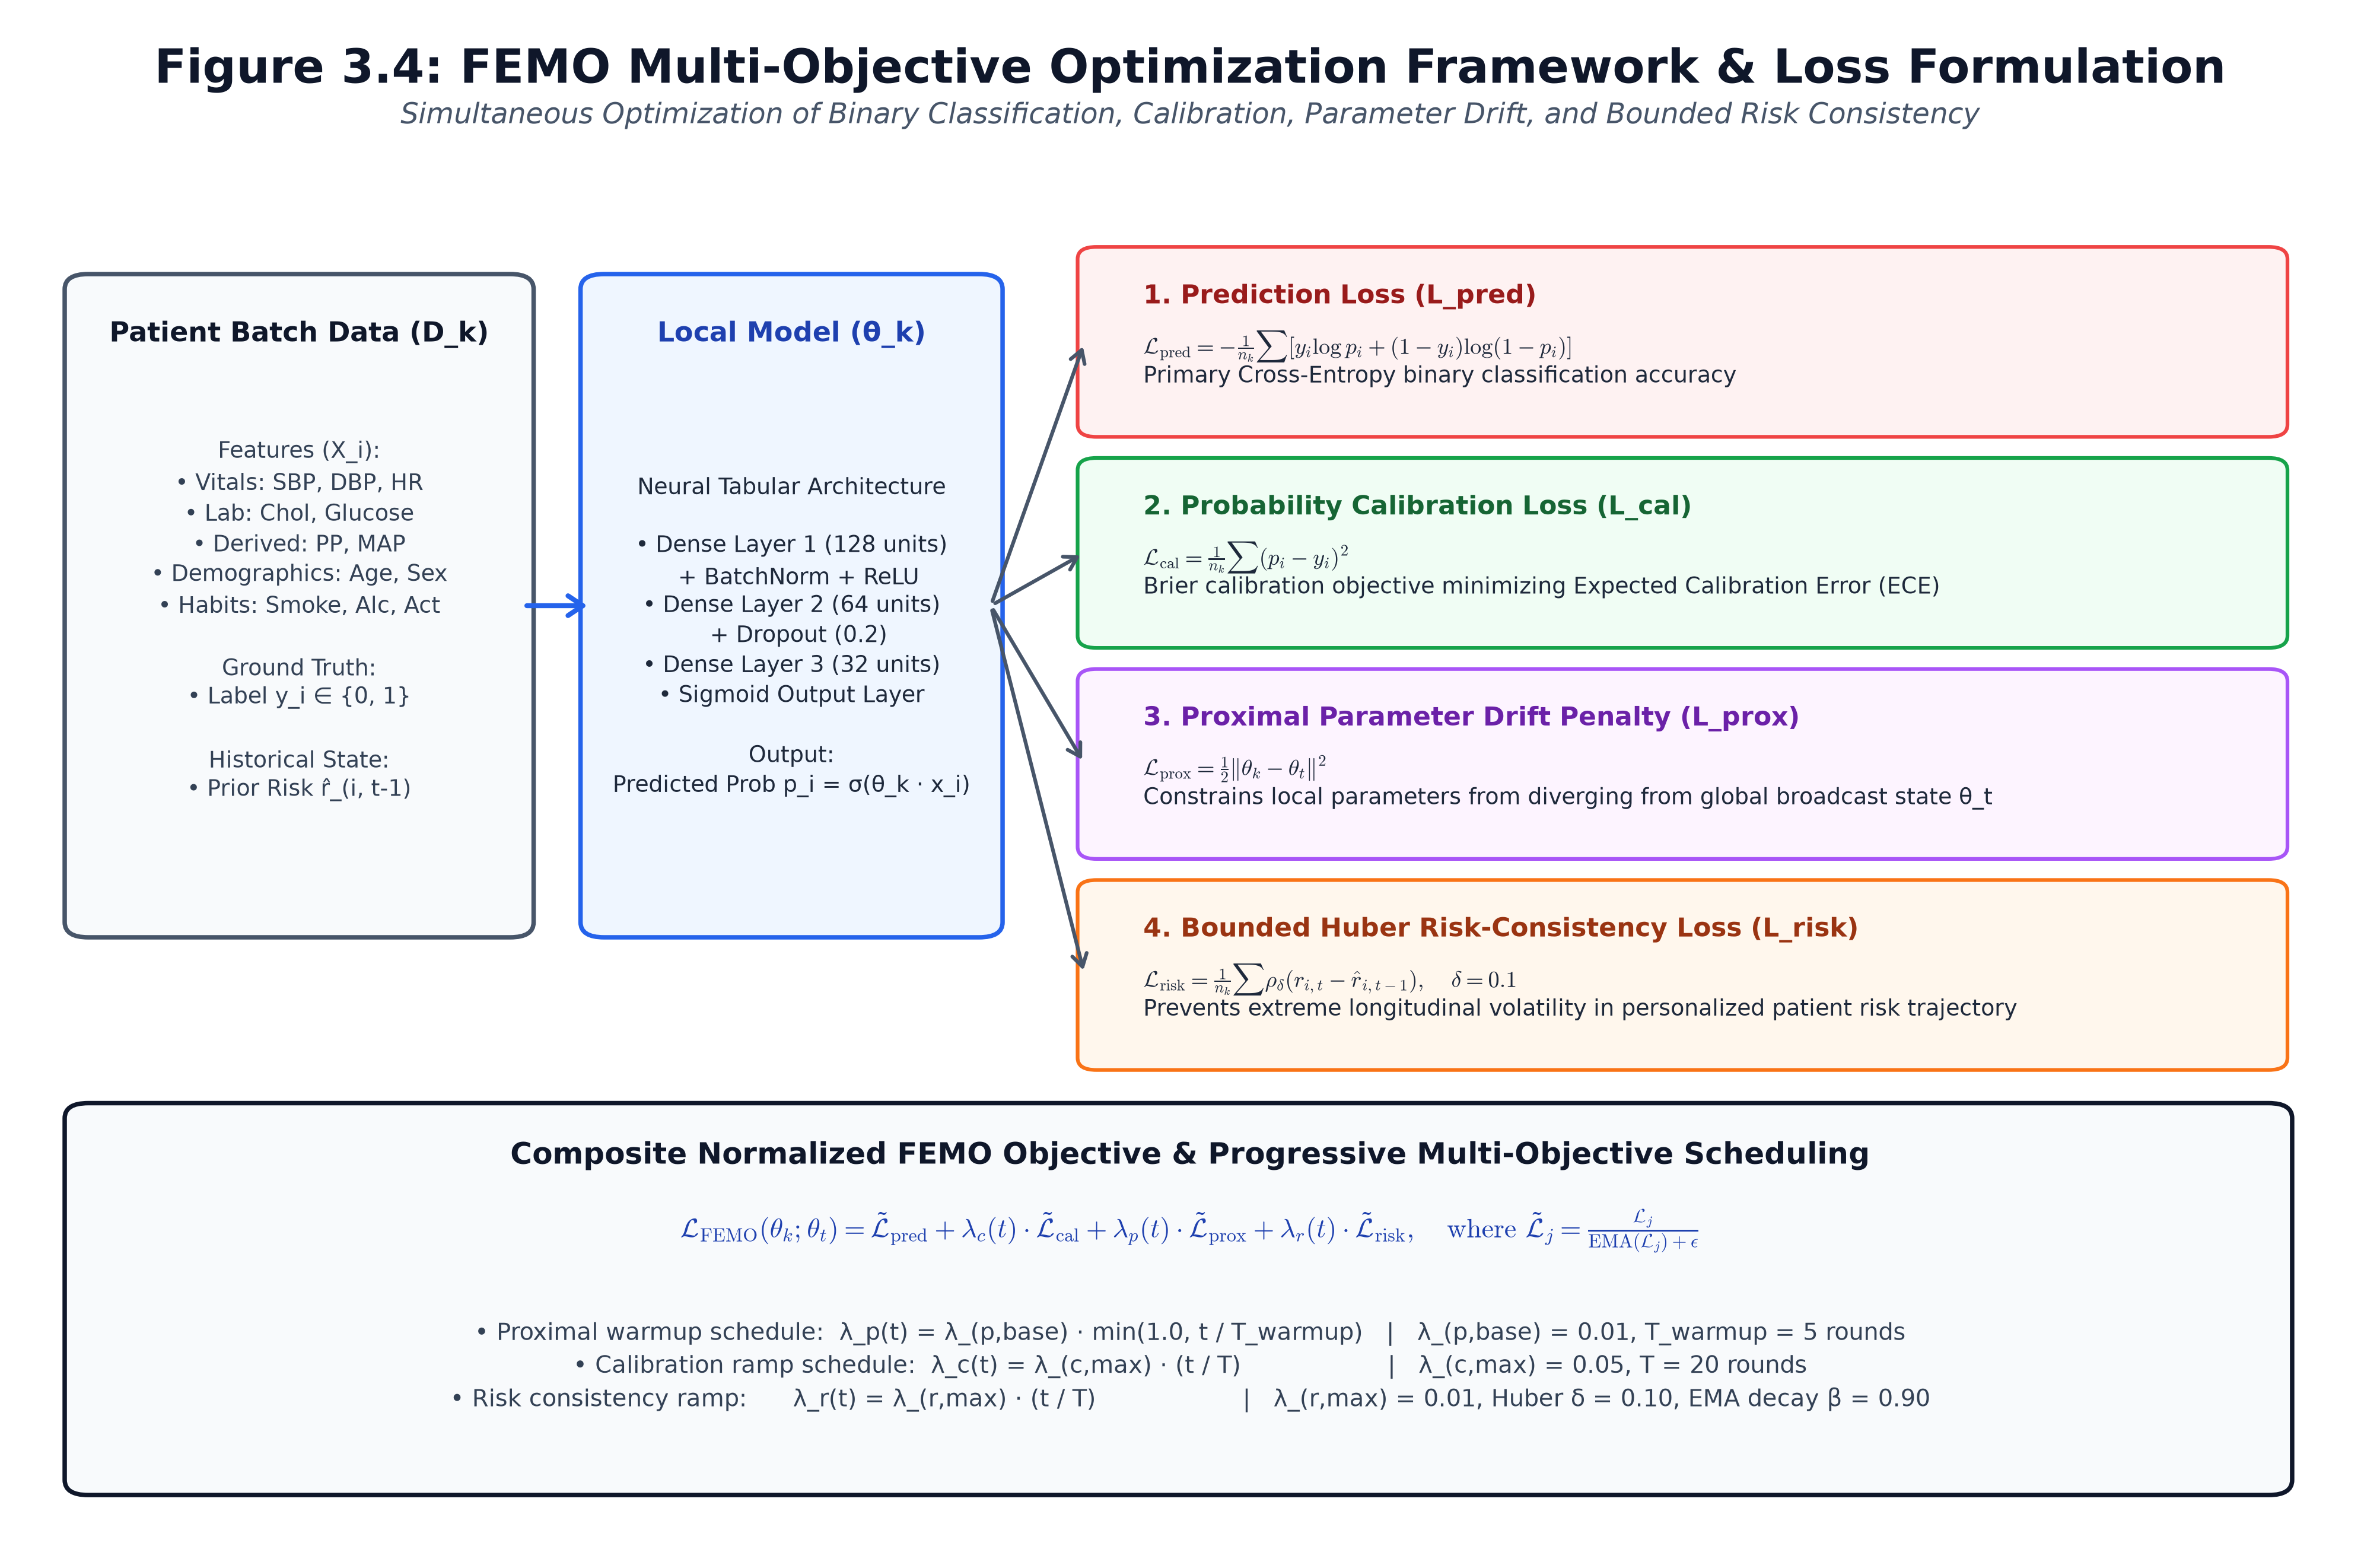 Figure 3.4: FEMO Multi-Objective Optimization Framework & Loss Formulation
Simultaneous Optimization of Binary Classification, Calibration, Parameter Drift, and Bounded Risk Consistency
Patient Batch Data (D_k)
Features (X_i):
• Vitals: SBP, DBP, HR
• Lab: Chol, Glucose
• Derived: PP, MAP
• Demographics: Age, Sex
• Habits: Smoke, Alc, Act
Ground Truth:
• Label y_i ∈ {0, 1}
Historical State:
• Prior Risk r̂_(i, t-1)
Local Model (θ_k)
Neural Tabular Architecture
• Dense Layer 1 (128 units)
+ BatchNorm + ReLU
• Dense Layer 2 (64 units)
+ Dropout (0.2)
• Dense Layer 3 (32 units)
• Sigmoid Output Layer
Output:
Predicted Prob p_i = σ(θ_k · x_i)
1. Prediction Loss (L_pred)
ℒ_pred = −1/n_k ∑[y_i log p_i + (1 − y_i) log(1 − p_i)]
Primary Cross-Entropy binary classification accuracy
2. Probability Calibration Loss (L_cal)
ℒ_cal = 1/n_k ∑(p_i − y_i)²
Brier calibration objective minimizing Expected Calibration Error (ECE)
3. Proximal Parameter Drift Penalty (L_prox)
ℒ_prox = 1/2 ‖θ_k − θ_t‖²
Constrains local parameters from diverging from global broadcast state θ_t
4. Bounded Huber Risk-Consistency Loss (L_risk)
ℒ_risk = 1/n_k ∑ρ_δ(r_i,t − r̂_i,t−1), δ = 0.1
Prevents extreme longitudinal volatility in personalized patient risk trajectory
Composite Normalized FEMO Objective & Progressive Multi-Objective Scheduling
ℒ_FEMO(θ_k; θ_t) = ℒ̃_pred + λ_c(t) · ℒ̃_cal + λ_p(t) · ℒ̃_prox + λ_r(t) · ℒ̃_risk, where ℒ̃_j = ℒ_j / (EMA(ℒ_j) + ϵ)
• Proximal warmup schedule: λ_p(t) = λ_(p,base) · min(1.0, t / T_warmup) | λ_(p,base) = 0.01, T_warmup = 5 rounds
• Calibration ramp schedule: λ_c(t) = λ_(c,max) · (t / T) | λ_(c,max) = 0.05, T = 20 rounds
• Risk consistency ramp: λ_r(t) = λ_(r,max) · (t / T) | λ_(r,max) = 0.01, Huber δ = 0.10, EMA decay β = 0.90